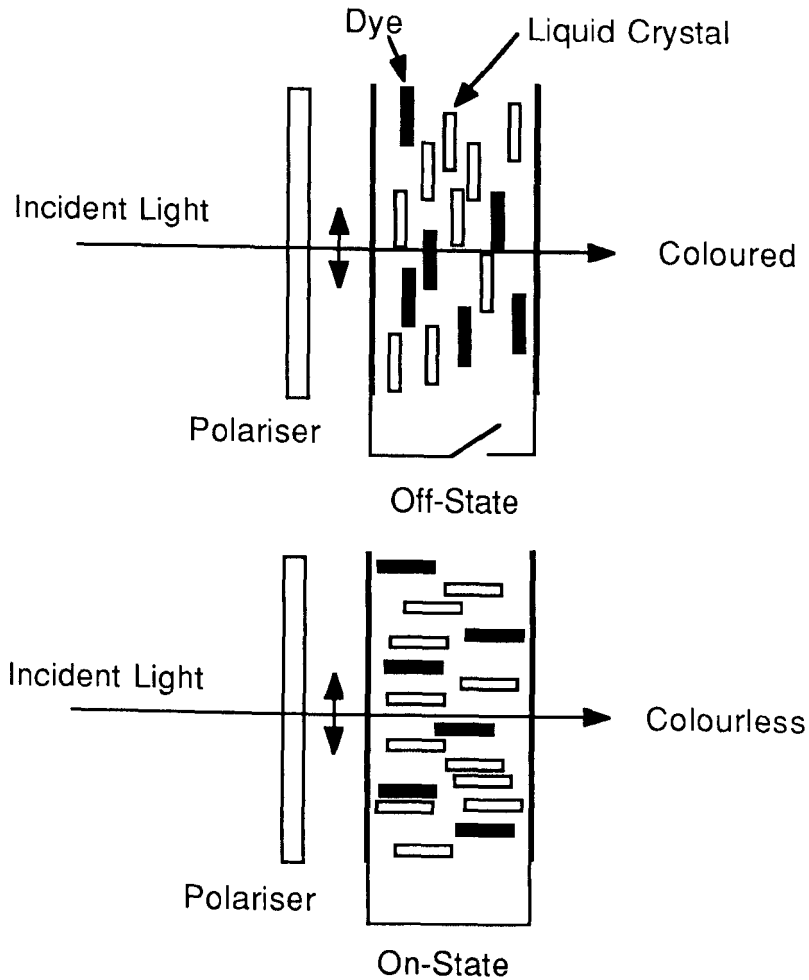 Dye
Liquid Crystal
Incident Light
Coloured
Polariser
Off-State
Incident Light
Colourless
Polariser
On-State